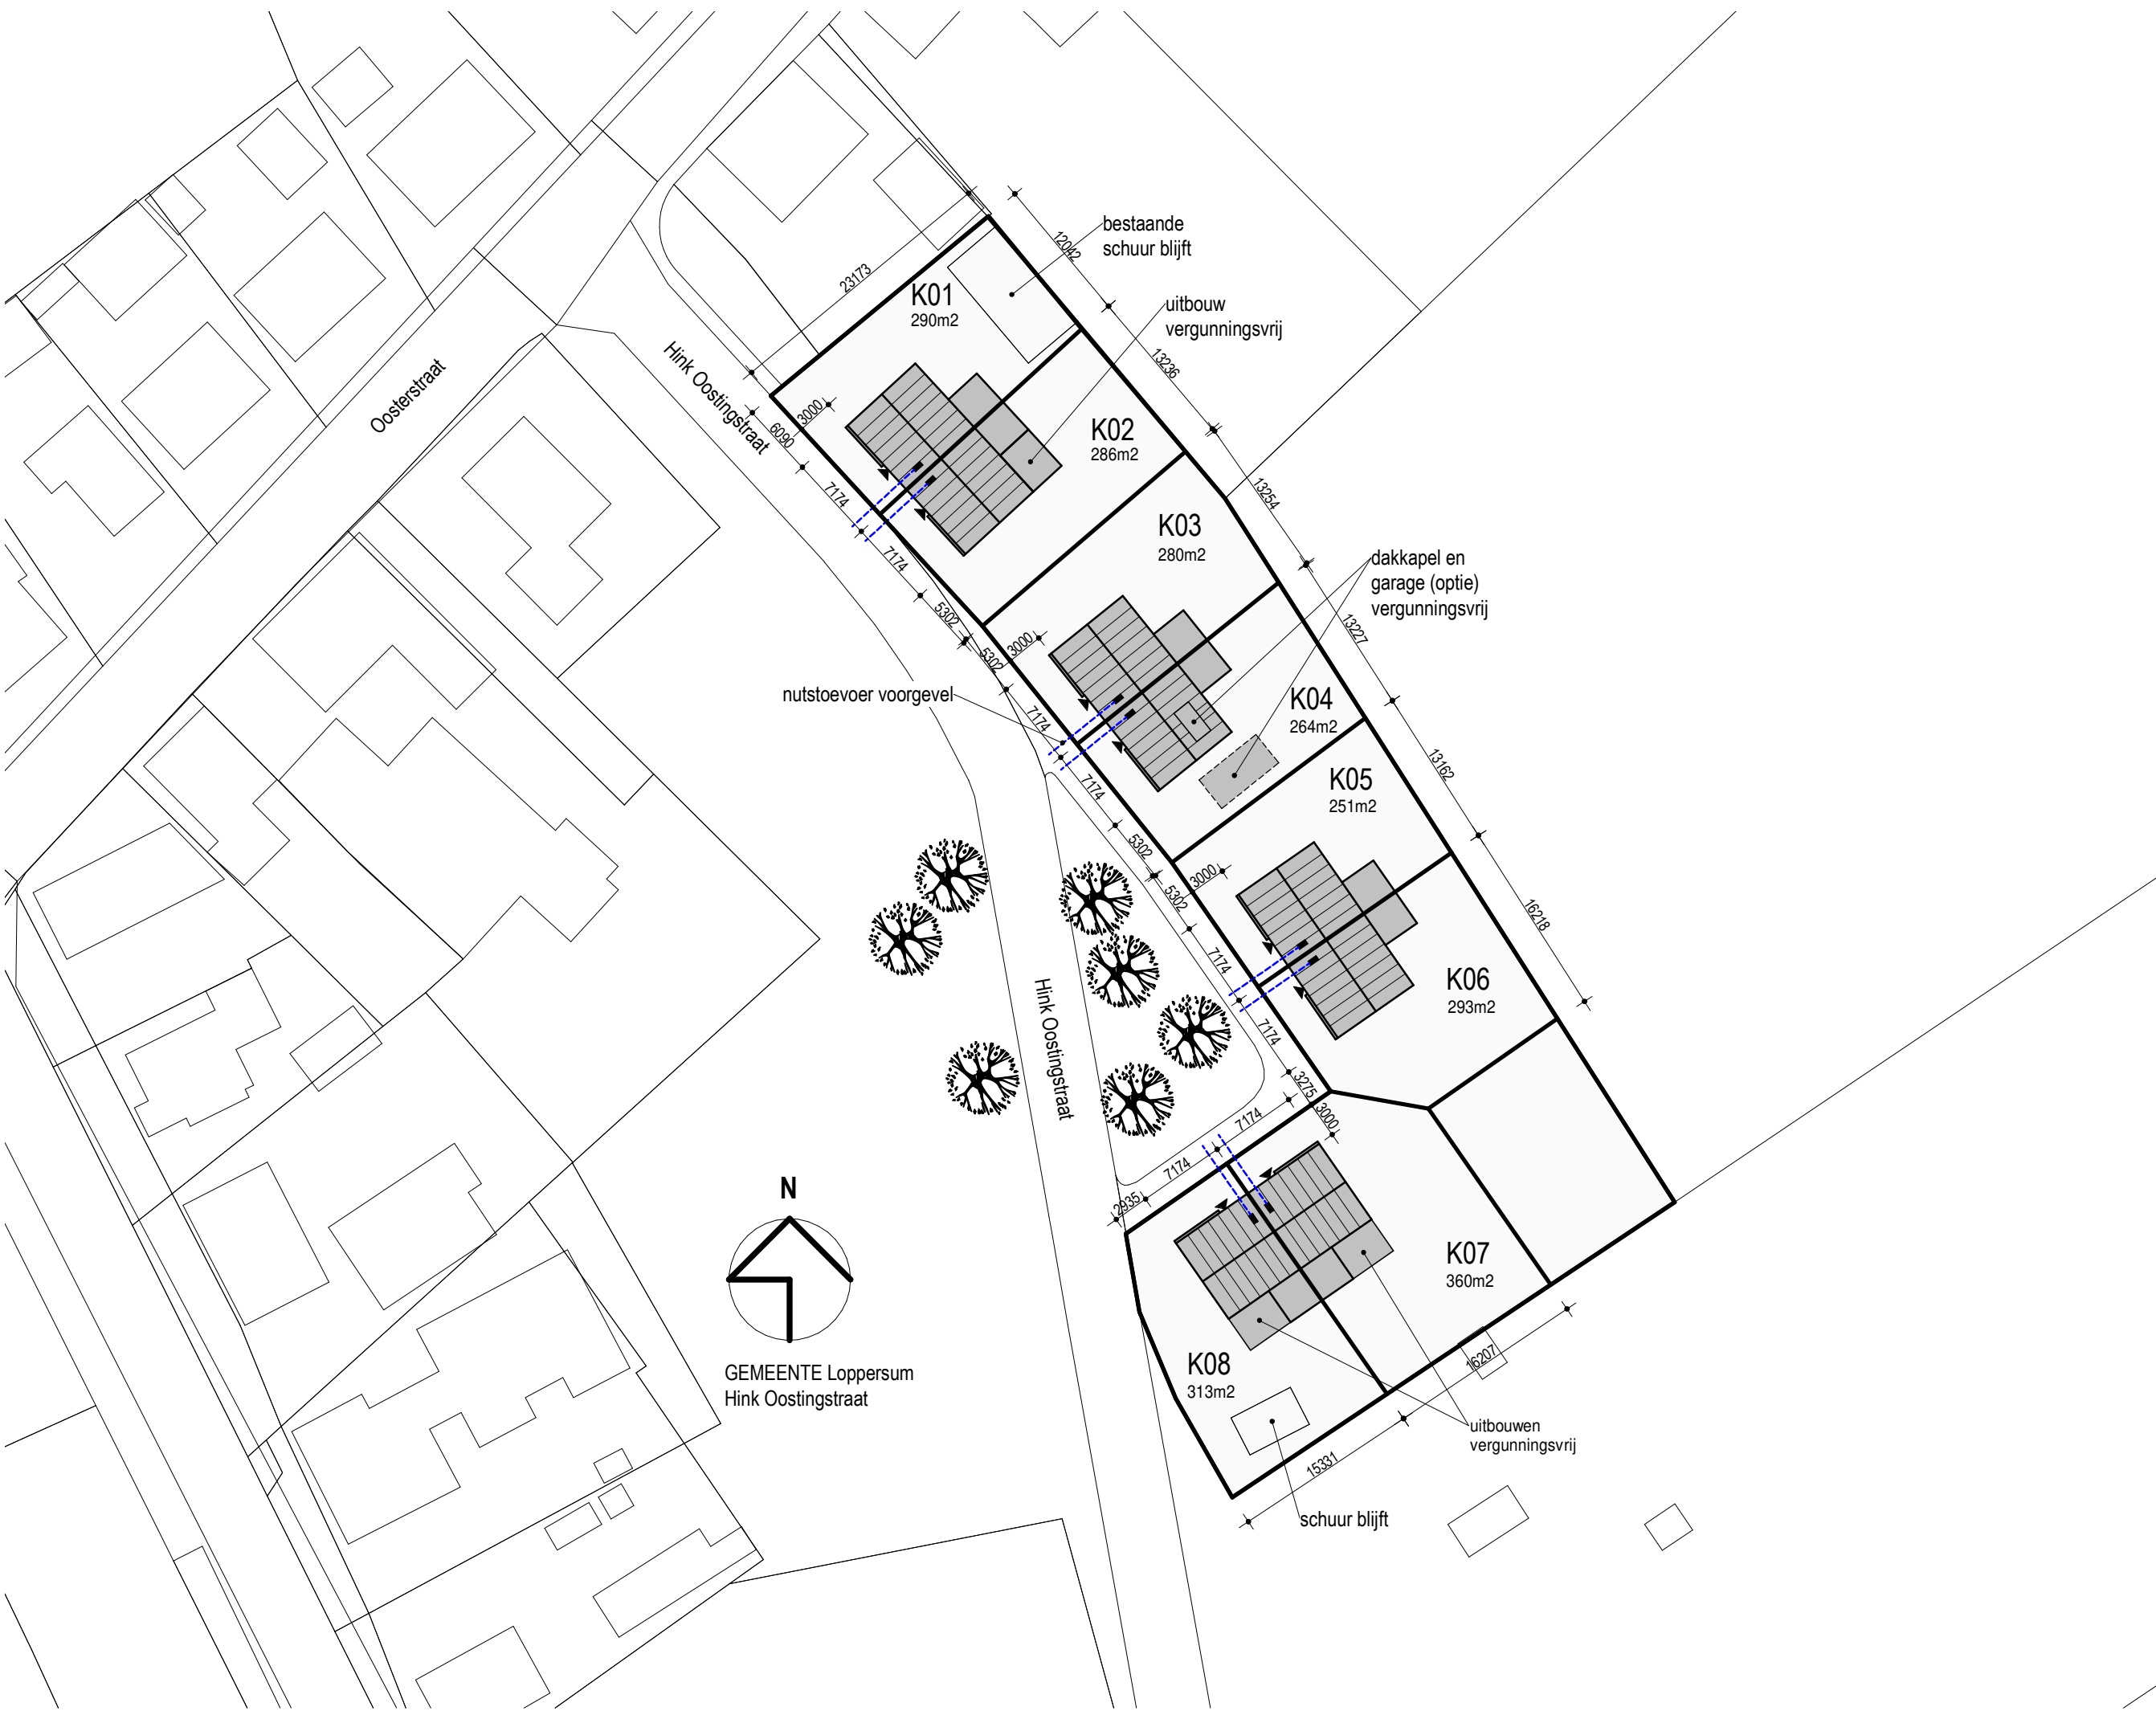 bestaande
schuur blijft
12042
23173
K01
290m2
uitbouw
vergunningsvrij
Hink Oostingstraat
Oosterstraat
13236
3000
6090
K02
286m2
7174
13254
K03
280m2
7174
dakkapel en
garage (optie)
vergunningsvrij
5302
13227
3000
5302
nutstoevoer voorgevel
K04
264m2
7174
13162
K05
251m2
7174
5302
3000
5302
16218
7174
K06
293m2
Hink Oostingstraat
7174
3275
3000
7174
7174
2935
N
K07
360m2
GEMEENTE Loppersum
Hink Oostingstraat
K08
313m2
16207
uitbouwen
vergunningsvrij
15331
schuur blijft